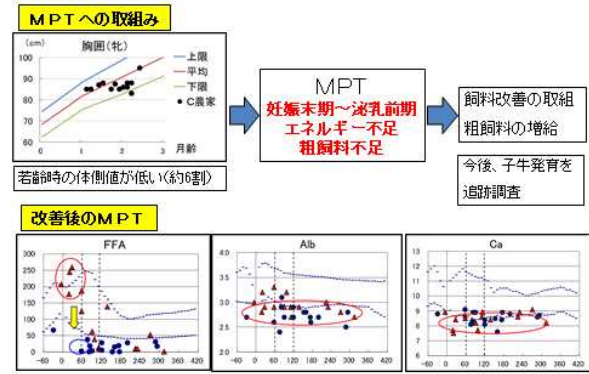 MPTへの取組み
(cm)
胸囲(牝)
100
90
80
70
60
0
1
2
3
月齢
上限
平均
下限
C農家
若齢時の体側値が低い(約6割)
MPT
妊娠末期~泌乳前期
エネルギー不足
粗飼料不足
飼料改善の取組
粗飼料の増給
今後、子牛発育を
追跡調査
改善後のMPT
FFA
300
250
200
150
100
50
0
-60 0 60 120 180 240 300 360 420
Alb
4.0
3.5
3.0
2.5
2.0
-60 0 60 120 180 240 300 360 420
Ca
12
11
10
9
8
7
6
-60 0 60 120 180 240 300 360 420